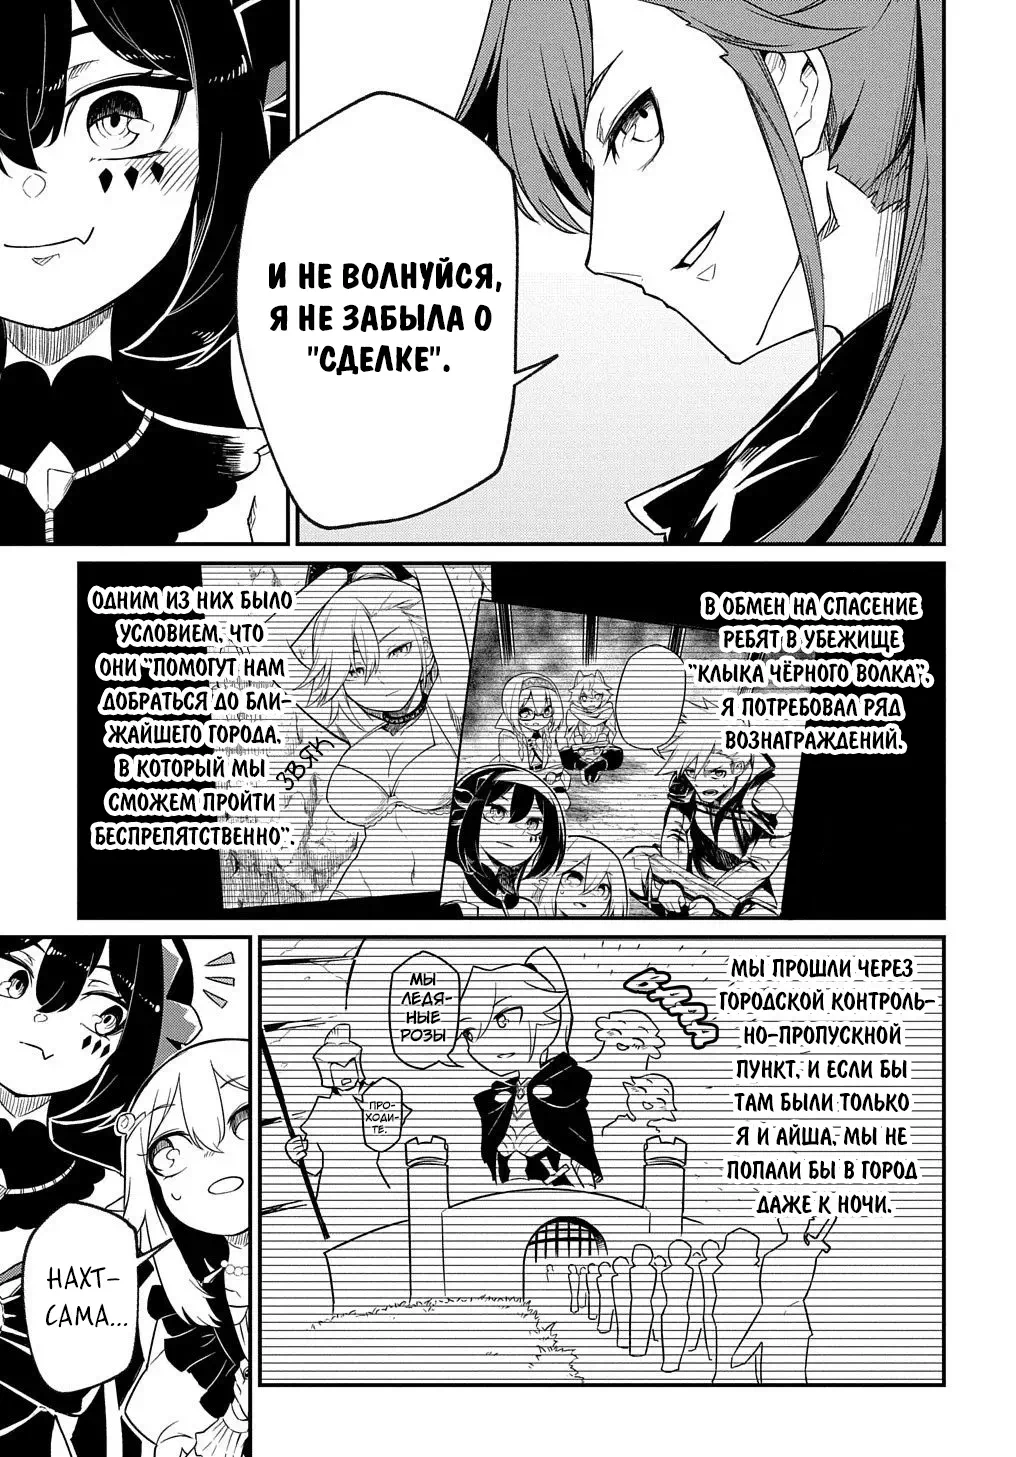 И НЕ ВОЛНУЙСЯ,
Я НЕ ЗАБЫЛА О
"СДЕЛКЕ".
В ОБМЕН НА СПАСЕНИЕ
РЕБЯТ В УБЕЖИЩЕ
"КЛЫКА ЧЁРНОГО ВОЛКА",
Я ПОТРЕБОВАЛ РЯД
ВОЗНАГРАЖДЕНИЙ.
ОДНИМ ИЗ НИХ БЫЛО
УСЛОВИЕМ, ЧТО
ОНИ "ПОМОГУТ НАМ
ДОБРАТЬСЯ ДО БЛИ-
ЖАЙШЕГО ГОРОДА,
В КОТОРЫЙ МЫ
СМОЖЕМ ПРОЙТИ
БЕСПРЕПЯТСТВЕННО".
ЗВЯК!
МЫ ПРОШЛИ ЧЕРЕЗ
ГОРОДСКОЙ КОНТРОЛЬ-
НО-ПРОПУСКНОЙ
ПУНКТ, И ЕСЛИ БЫ
ТАМ БЫЛИ ТОЛЬКО
Я И АЙША, МЫ НЕ
ПОПАЛИ БЫ В ГОРОД
ДАЖЕ К НОЧИ.
ВАААА
АААА
МЫ
ЛЕДЯ-
НЫЕ
РОЗЫ
ПРО-
ХОДИ-
ТЕ.
НАХТ-
САМА...